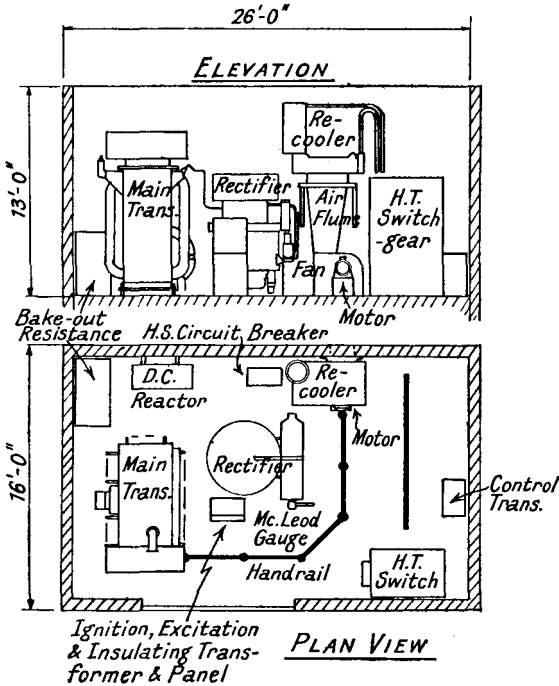 26'-0"
ELEVATION
13'-0"
Re-
cooler
Main
Trans.
Rectifier
Air
Flume
H.T.
Switch
-gear
Fan
Motor
Bake-out
Resistance
H.S. Circuit Breaker
16'-0"
D.C.
Reactor
Re-
cooler
Motor
Main
Trans.
Rectifier
Control
Trans.
Mc.Leod
Gauge
Handrail
H.T.
Switch
Ignition, Excitation
& Insulating Trans-
former & Panel
PLAN VIEW